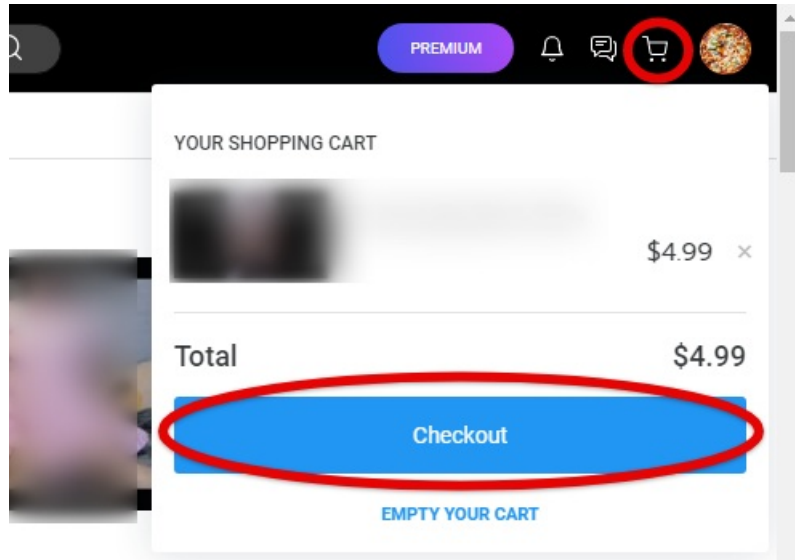 PREMIUM
YOUR SHOPPING CART
$4.99 ×
Total $4.99
Checkout
EMPTY YOUR CART